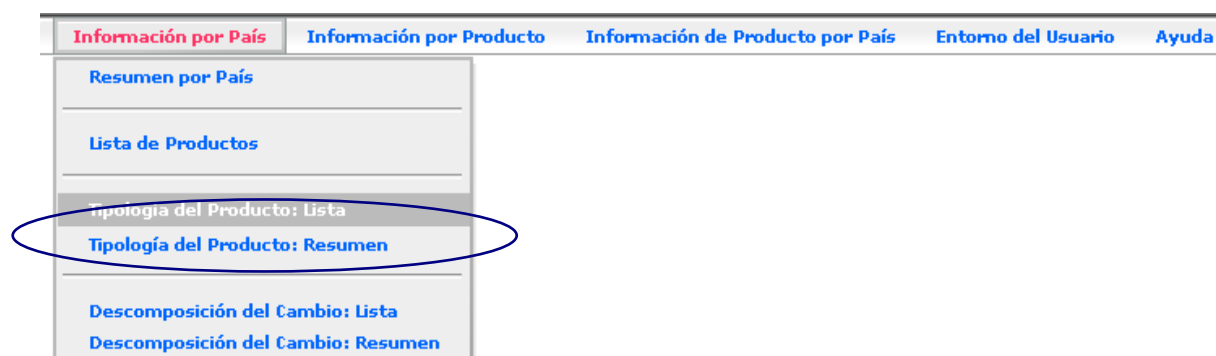 Información por País Información por Producto Información de Producto por País Entorno del Usuario Ayuda
Resumen por País
Lista de Productos
Tipología del Producto: Lista
Tipología del Producto: Resumen
Descomposición del Cambio: Lista
Descomposición del Cambio: Resumen